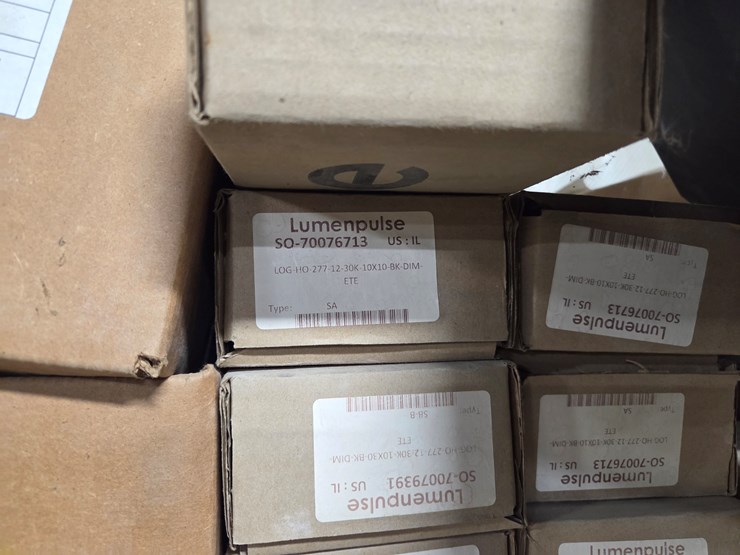 Lumenpulse
SO-70076713 US : IL
LOG-HO-277-12-30K-10X10-BK-DIM-
ETE
Type: SA
Lumenpulse
SO-70076713 US : IL
LOG-HO-277-12-30K-10X10-BK-DIM-
ETE
Type: SA
Lumenpulse
SO-70079391 US : IL
LOG-HO-277-12-30K-10X30-BK-DIM-
ETE
Type: SB-B
Lumenpulse
SO-70076713 US : IL
LOG-HO-277-12-30K-10X10-BK-DIM-
ETE
Type: SA
Lumenpulse